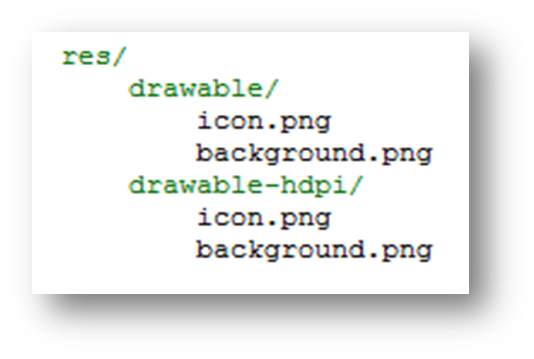 res/
    drawable/
        icon.png
        background.png
    drawable-hdpi/
        icon.png
        background.png